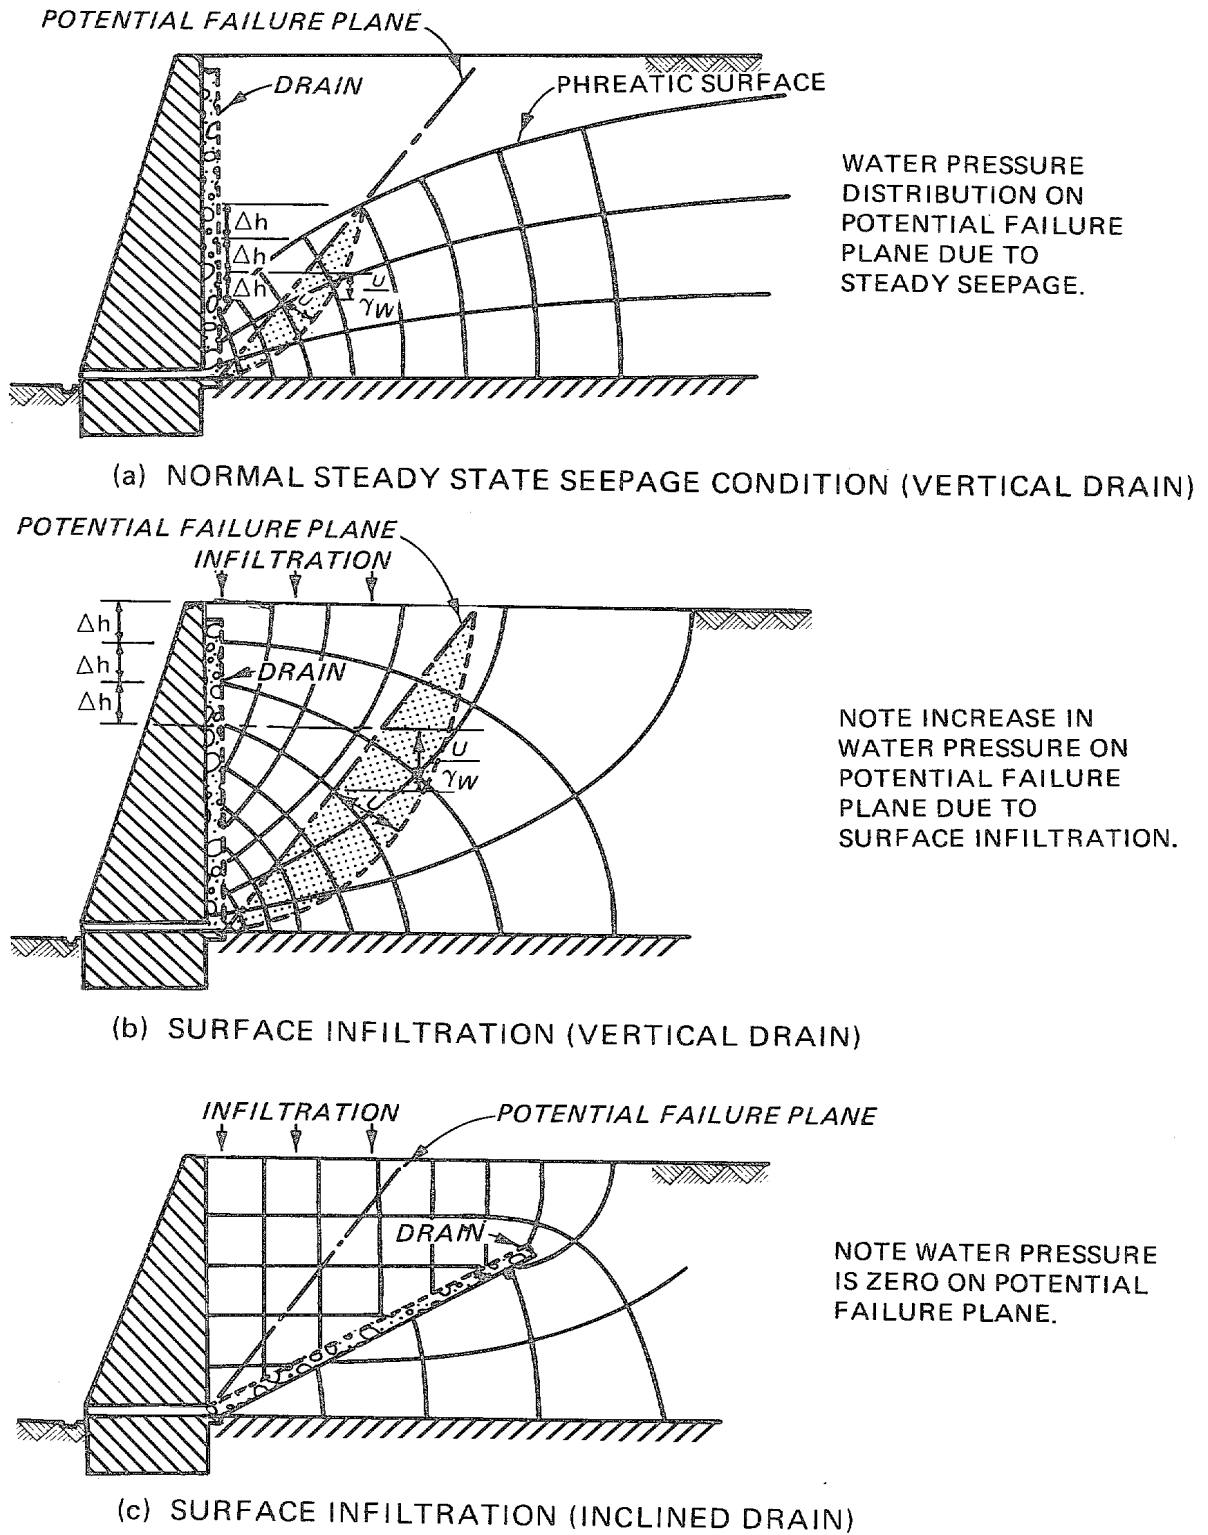 POTENTIAL FAILURE PLANE
DRAIN
PHREATIC SURFACE
Δh
Δh
Δh
U
U
γW
WATER PRESSURE
DISTRIBUTION ON
POTENTIAL FAILURE
PLANE DUE TO
STEADY SEEPAGE.
(a) NORMAL STEADY STATE SEEPAGE CONDITION (VERTICAL DRAIN)
POTENTIAL FAILURE PLANE
INFILTRATION
Δh
Δh
Δh
DRAIN
U
γW
U
NOTE INCREASE IN
WATER PRESSURE ON
POTENTIAL FAILURE
PLANE DUE TO
SURFACE INFILTRATION.
(b) SURFACE INFILTRATION (VERTICAL DRAIN)
INFILTRATION
POTENTIAL FAILURE PLANE
DRAIN
NOTE WATER PRESSURE
IS ZERO ON POTENTIAL
FAILURE PLANE.
(c) SURFACE INFILTRATION (INCLINED DRAIN)